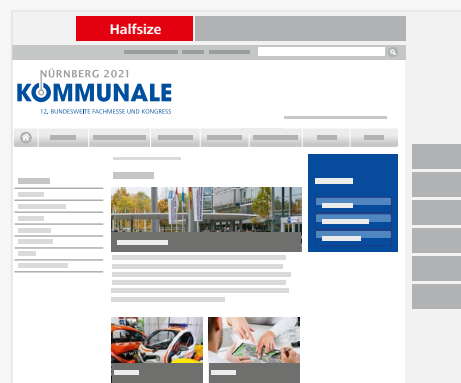 Halfsize
NÜRNBERG 2021
KOMMUNALE
12. BUNDESWEITE FACHMESSE UND KONGRESS